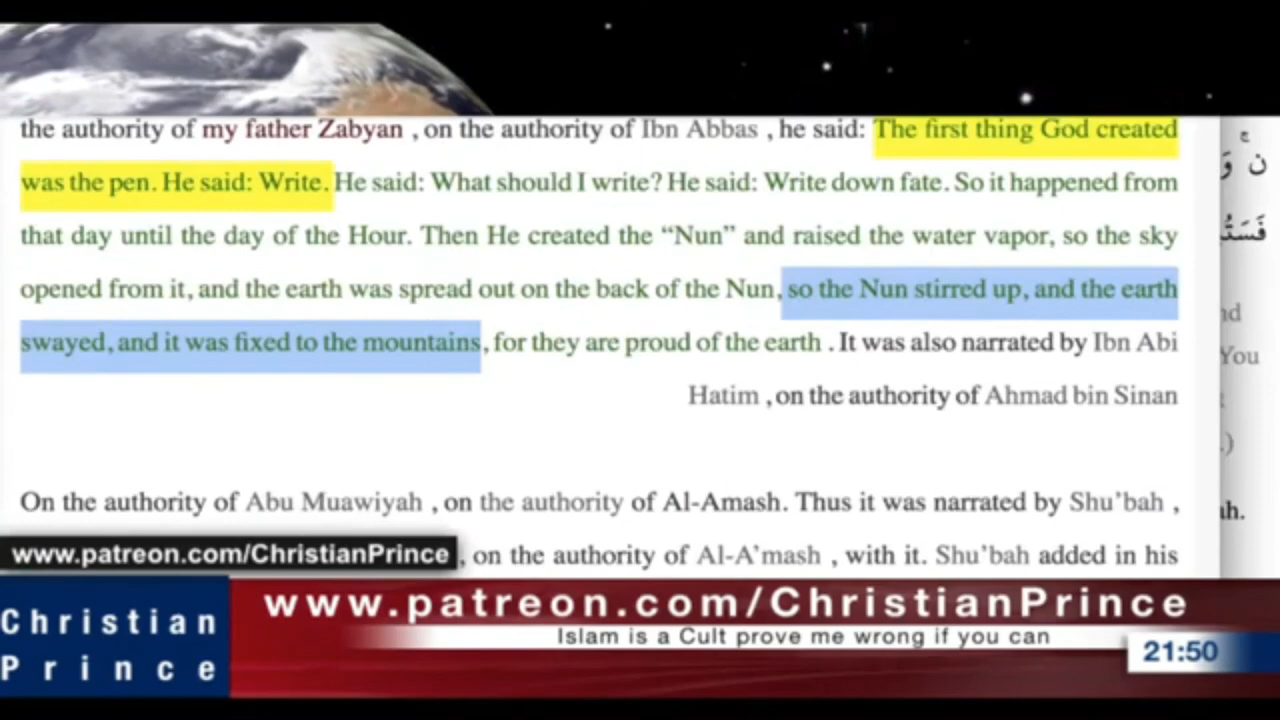 the authority of my father Zabyan , on the authority of Ibn Abbas , he said: The first thing God created
was the pen. He said: Write. He said: What should I write? He said: Write down fate. So it happened from
that day until the day of the Hour. Then He created the “Nun” and raised the water vapor, so the sky
opened from it, and the earth was spread out on the back of the Nun, so the Nun stirred up, and the earth
swayed, and it was fixed to the mountains, for they are proud of the earth . It was also narrated by Ibn Abi
Hatim , on the authority of Ahmad bin Sinan
On the authority of Abu Muawiyah , on the authority of Al-Amash. Thus it was narrated by Shu’bah ,
, on the authority of Al-A’mash , with it. Shu’bah added in his
You
www.patreon.com/ChristianPrince
www.patreon.com/ChristianPrince
Islam is a Cult prove me wrong if you can
Christian
Prince
21:50